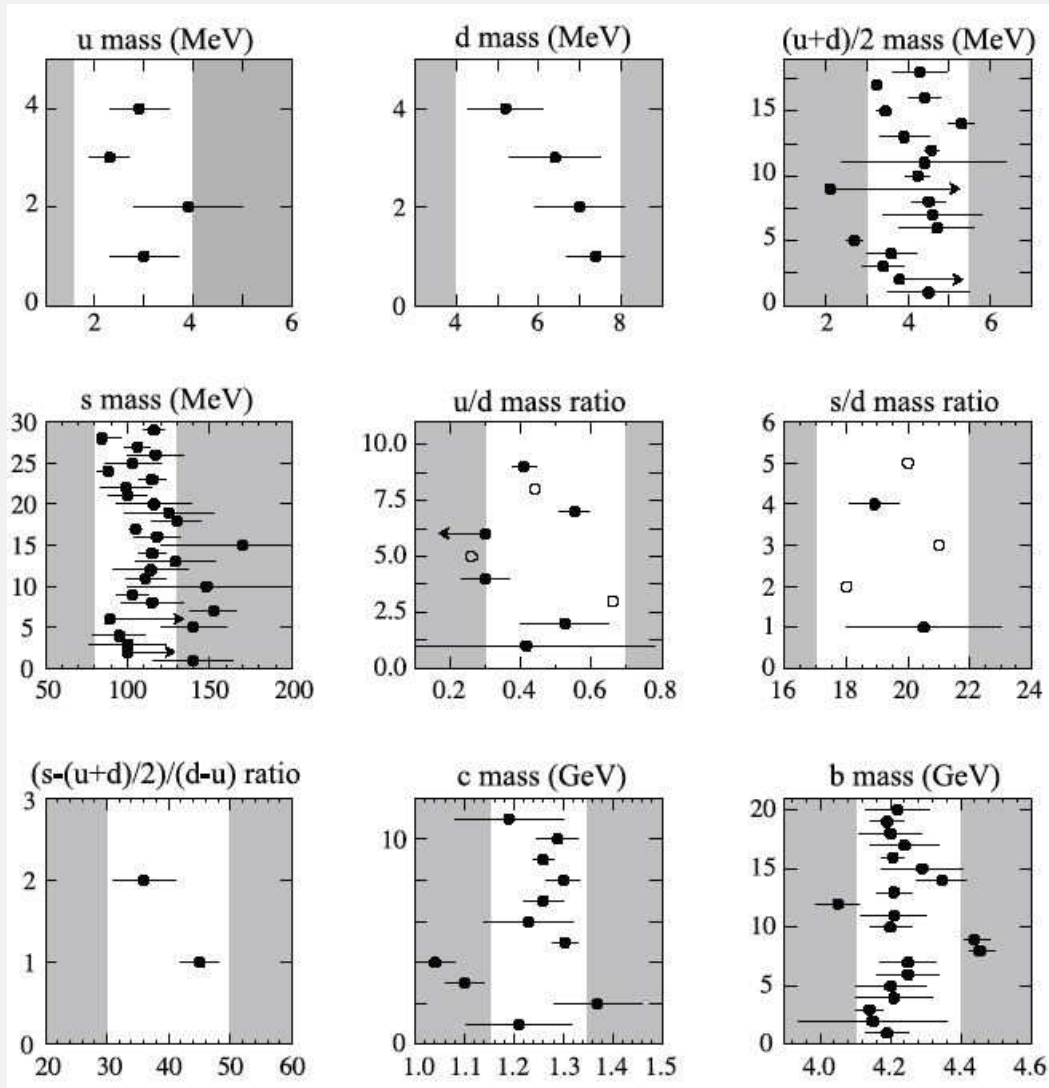 u mass (MeV)
d mass (MeV)
(u+d)/2 mass (MeV)
4
2
0
2 4 6
4
2
0
4 6 8
15
10
5
0
2 4 6
s mass (MeV)
u/d mass ratio
s/d mass ratio
30
25
20
15
10
5
0
50 100 150 200
10.0
7.5
5.0
2.5
0.0
0.2 0.4 0.6 0.8
6
5
4
3
2
1
0
16 18 20 22 24
(s-(u+d)/2)/(d-u) ratio
c mass (GeV)
b mass (GeV)
3
2
1
0
20 30 40 50 60
10
0
1.0 1.1 1.2 1.3 1.4 1.5
20
15
10
5
0
4.0 4.2 4.4 4.6